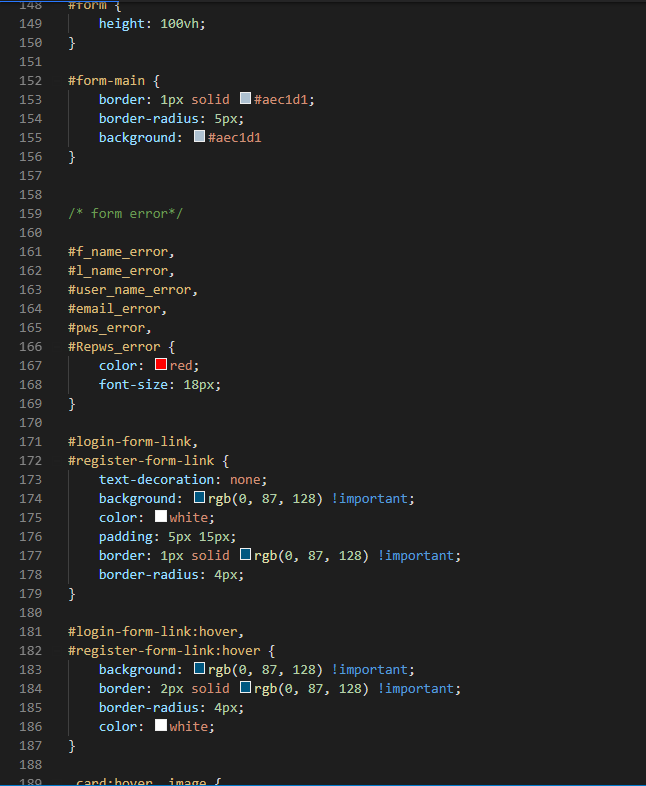 148 #form {
149 height: 100vh;
150 }
151
152 #form-main {
153 border: 1px solid #aec1d1;
154 border-radius: 5px;
155 background: #aec1d1
156 }
157
158
159 /* form error*/
160
161 #f_name_error,
162 #l_name_error,
163 #user_name_error,
164 #email_error,
165 #pws_error,
166 #Repws_error {
167 color: red;
168 font-size: 18px;
169 }
170
171 #login-form-link,
172 #register-form-link {
173 text-decoration: none;
174 background: rgb(0, 87, 128) !important;
175 color: white;
176 padding: 5px 15px;
177 border: 1px solid rgb(0, 87, 128) !important;
178 border-radius: 4px;
179 }
180
181 #login-form-link:hover,
182 #register-form-link:hover {
183 background: rgb(0, 87, 128) !important;
184 border: 2px solid rgb(0, 87, 128) !important;
185 border-radius: 4px;
186 color: white;
187 }
188
189 .card:hover .image {